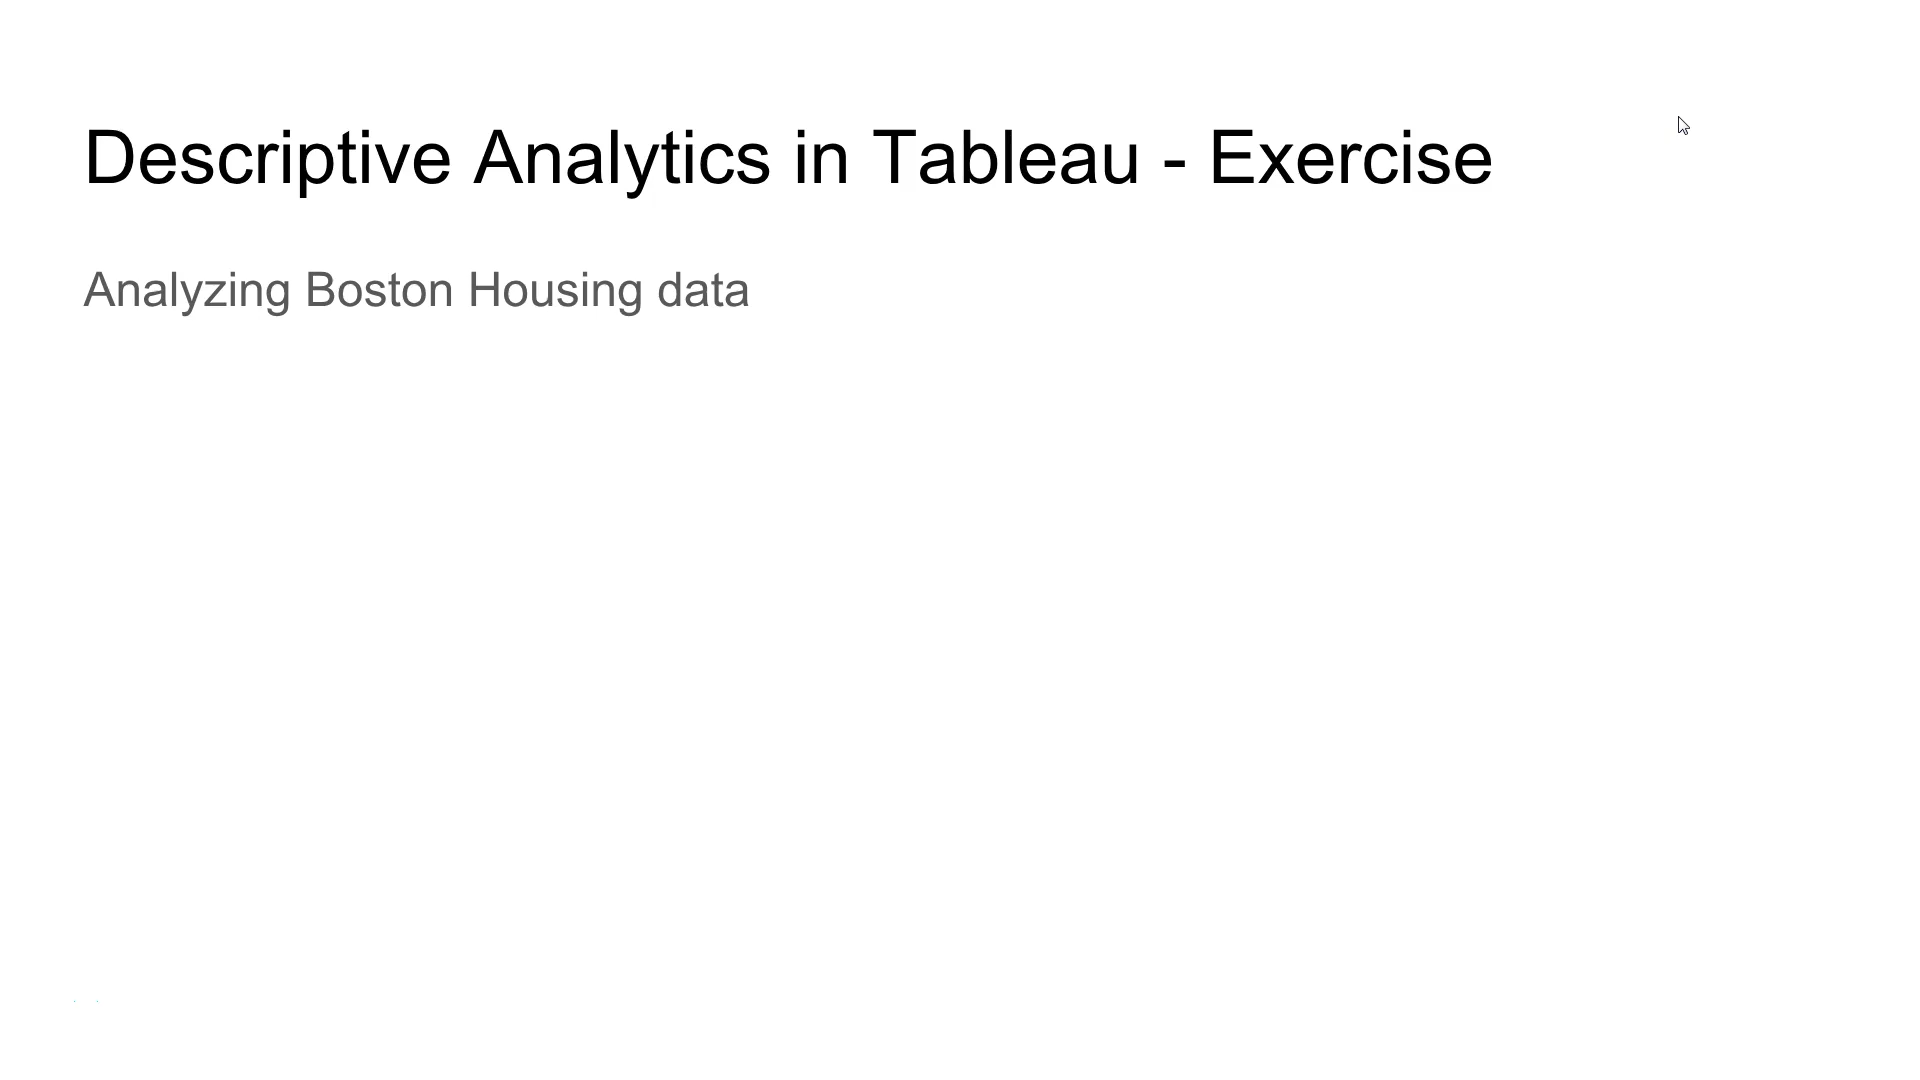 Descriptive Analytics in Tableau - Exercise
Analyzing Boston Housing data